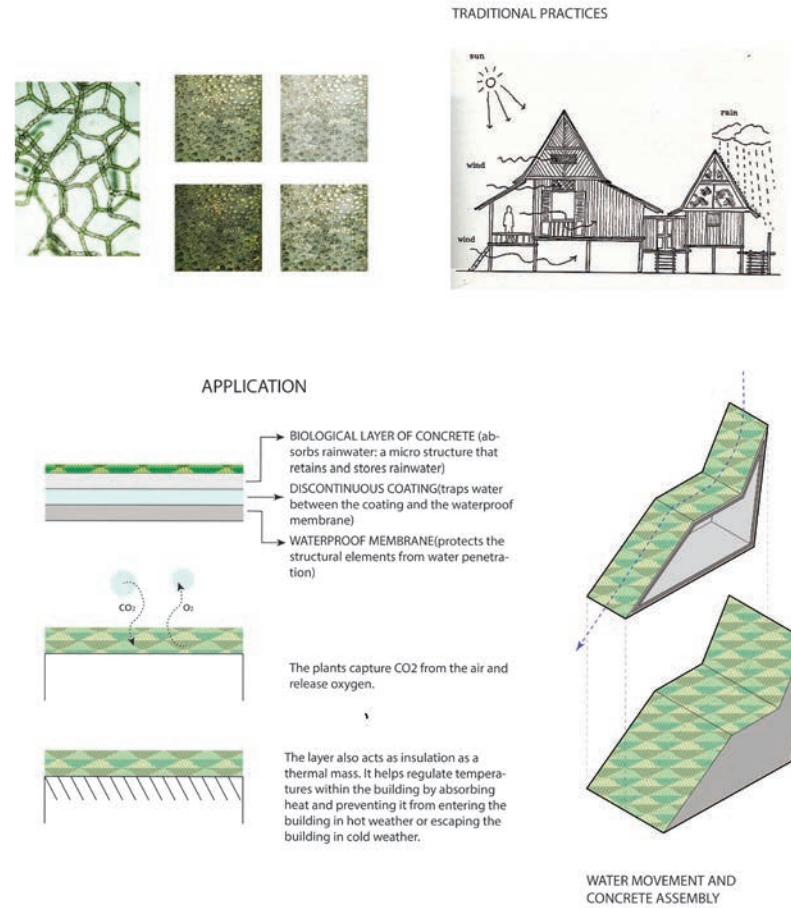 TRADITIONAL PRACTICES
sun
rain
wind
wind
APPLICATION
BIOLOGICAL LAYER OF CONCRETE (ab-
sorbs rainwater: a micro structure that
retains and stores rainwater)
DISCONTINUOUS COATING(traps water
between the coating and the waterproof
membrane)
WATERPROOF MEMBRANE(protects the
structural elements from water penetra-
tion)
CO2
O2
The plants capture CO2 from the air and
release oxygen.
The layer also acts as insulation as a
thermal mass. It helps regulate tempera-
tures within the building by absorbing
heat and preventing it from entering the
building in hot weather or escaping the
building in cold weather.
WATER MOVEMENT AND
CONCRETE ASSEMBLY